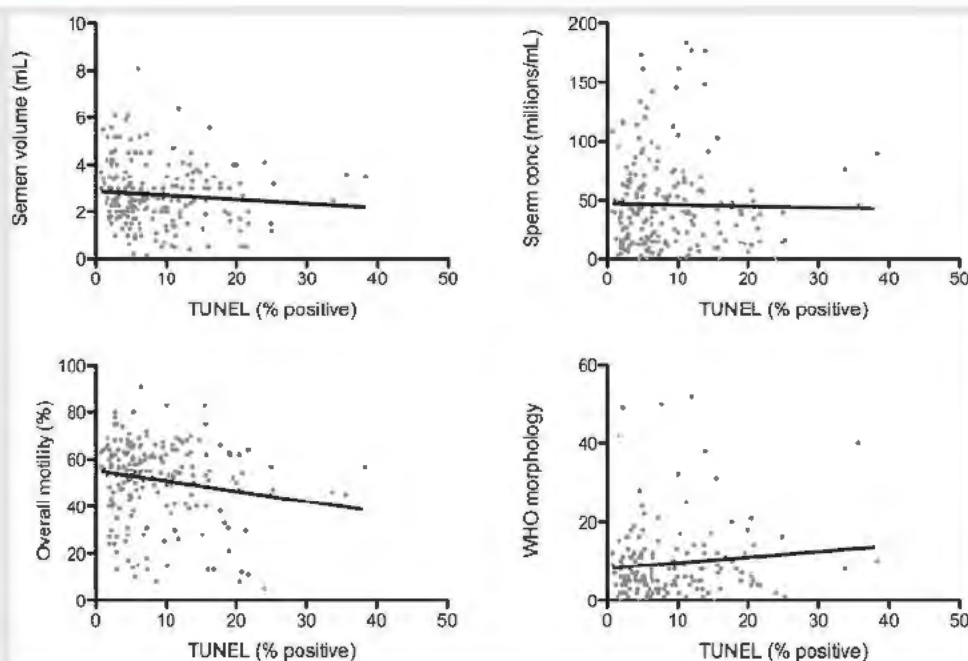 10
8
6
4
2
0
Semen volume (mL)
0 10 20 30 40 50
TUNEL (% positive)
200
150
100
50
0
Sperm conc (millions/mL)
0 10 20 30 40 50
TUNEL (% positive)
100
80
60
40
20
0
Overall motility (%)
0 10 20 30 40 50
TUNEL (% positive)
60
40
20
0
WHO morphology
0 10 20 30 40 50
TUNEL (% positive)